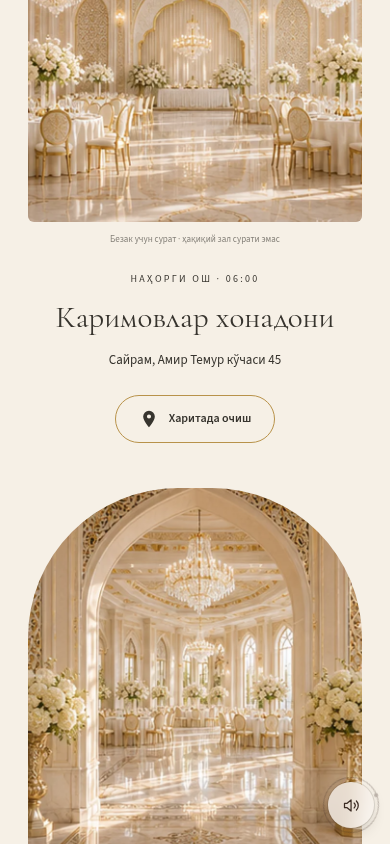 Безак учун сурат · ҳақиқий зал сурати эмас
НАҲОРГИ ОШ · 06:00
Каримовлар хонадони
Сайрам, Амир Темур кўчаси 45
Харитада очиш